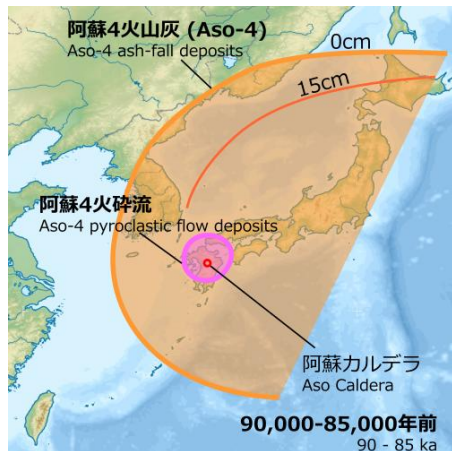 阿蘇4火山灰 (Aso-4)
Aso-4 ash-fall deposits
0cm
15cm
阿蘇4火砕流
Aso-4 pyroclastic flow deposits
阿蘇カルデラ
Aso Caldera
90,000-85,000年前
90 - 85 ka